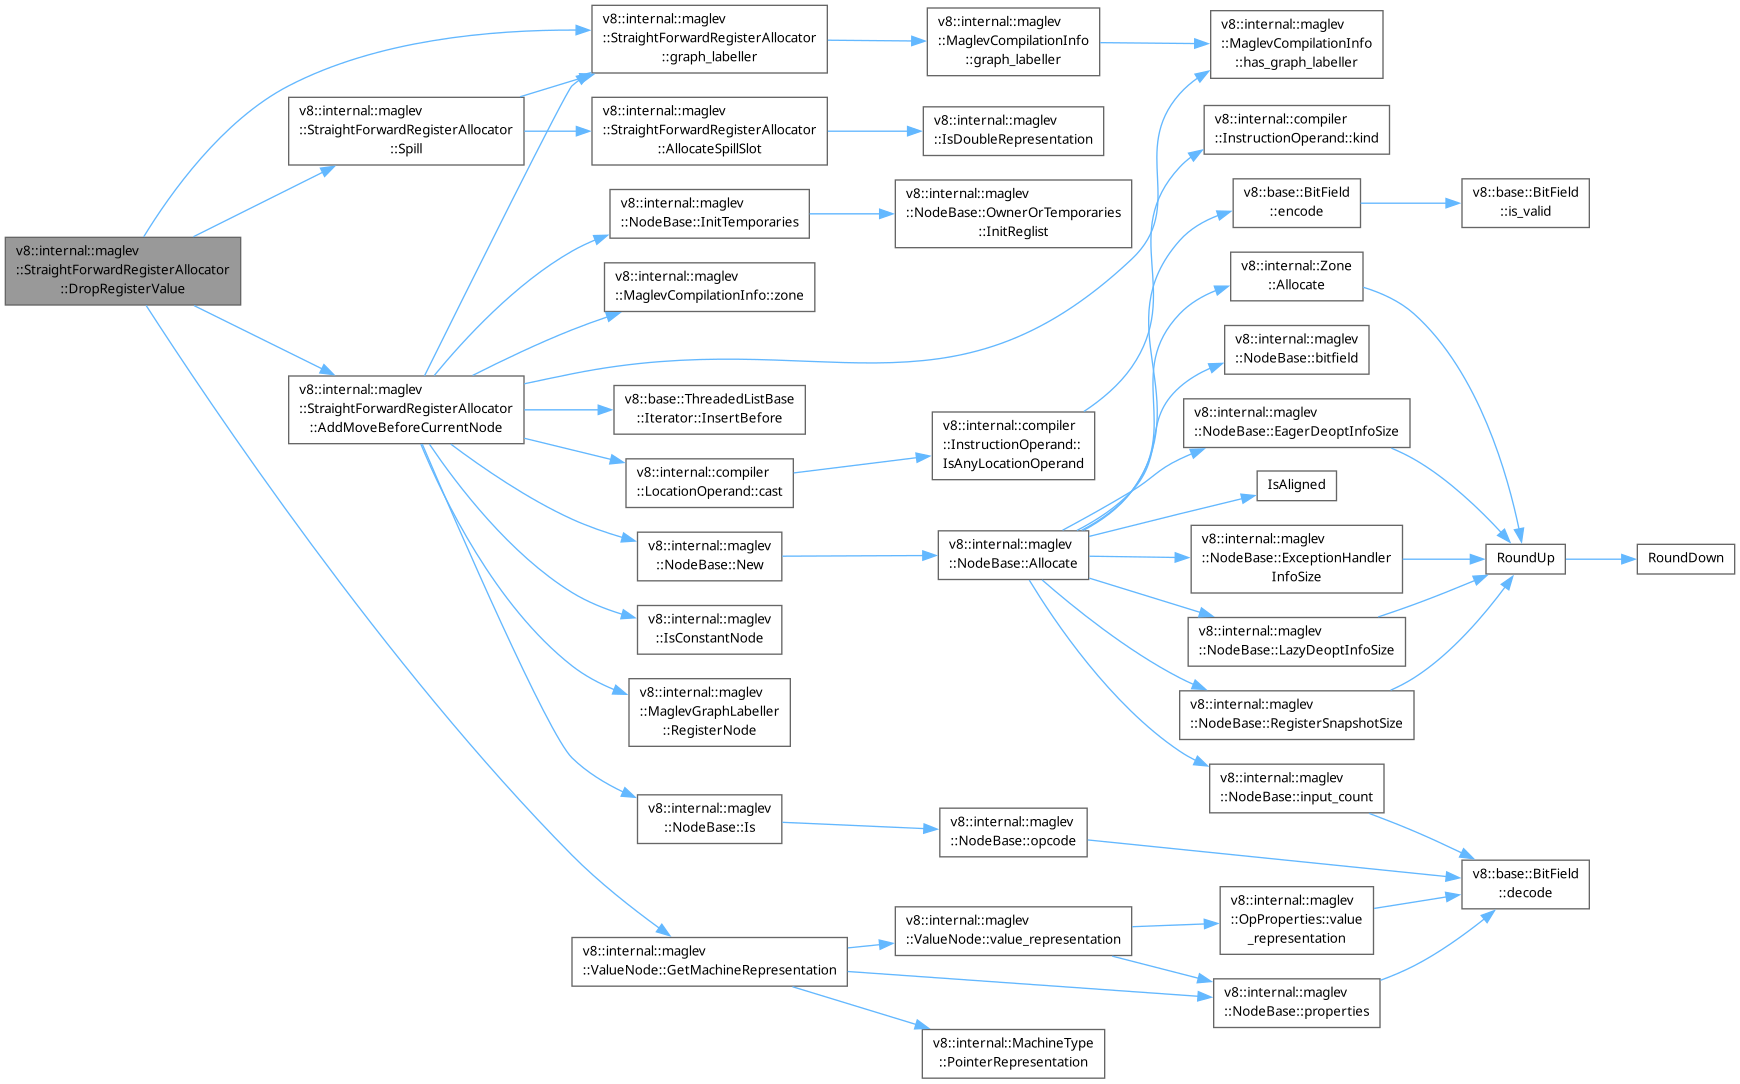 v8::internal::maglev
::StraightForwardRegisterAllocator
::DropRegisterValue
v8::internal::maglev
::StraightForwardRegisterAllocator
::Spill
v8::internal::maglev
::StraightForwardRegisterAllocator
::AddMoveBeforeCurrentNode
v8::internal::maglev
::StraightForwardRegisterAllocator
::graph_labeller
v8::internal::maglev
::StraightForwardRegisterAllocator
::AllocateSpillSlot
v8::internal::maglev
::NodeBase::InitTemporaries
v8::internal::maglev
::MaglevCompilationInfo::zone
v8::base::ThreadedListBase
::Iterator::InsertBefore
v8::internal::compiler
::LocationOperand::cast
v8::internal::maglev
::NodeBase::New
v8::internal::maglev
::IsConstantNode
v8::internal::maglev
::MaglevGraphLabeller
::RegisterNode
v8::internal::maglev
::NodeBase::Is
v8::internal::maglev
::ValueNode::GetMachineRepresentation
v8::internal::maglev
::MaglevCompilationInfo
::graph_labeller
v8::internal::maglev
::IsDoubleRepresentation
v8::internal::maglev
::NodeBase::OwnerOrTemporaries
::InitReglist
v8::internal::compiler
::InstructionOperand::
IsAnyLocationOperand
v8::internal::maglev
::NodeBase::Allocate
v8::internal::maglev
::NodeBase::opcode
v8::internal::maglev
::ValueNode::value_representation
v8::internal::MachineType
::PointerRepresentation
v8::internal::maglev
::MaglevCompilationInfo
::has_graph_labeller
v8::internal::compiler
::InstructionOperand::kind
v8::base::BitField
::encode
v8::internal::Zone
::Allocate
v8::internal::maglev
::NodeBase::bitfield
v8::internal::maglev
::NodeBase::EagerDeoptInfoSize
IsAligned
v8::internal::maglev
::NodeBase::ExceptionHandler
InfoSize
v8::internal::maglev
::NodeBase::LazyDeoptInfoSize
v8::internal::maglev
::NodeBase::RegisterSnapshotSize
v8::internal::maglev
::NodeBase::input_count
v8::internal::maglev
::OpProperties::value
_representation
v8::internal::maglev
::NodeBase::properties
v8::base::BitField
::is_valid
RoundUp
v8::base::BitField
::decode
RoundDown